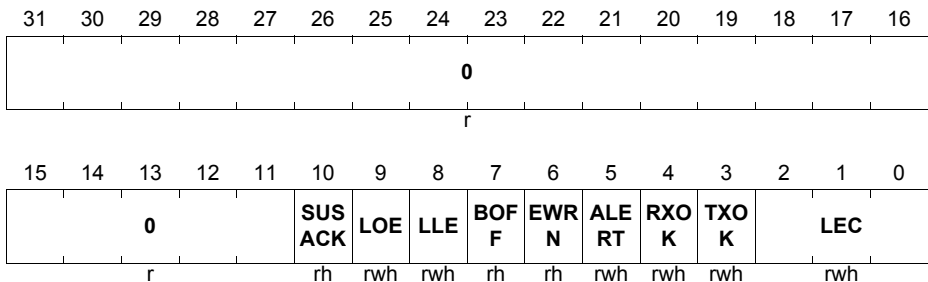 31 30 29 28 27 26 25 24 23 22 21 20 19 18 17 16
0
r
15 14 13 12 11 10 9 8 7 6 5 4 3 2 1 0
0 SUS ACK LOE LLE BOF F EWR N ALE RT RXO K TXO K LEC
r rh rwh rwh rh rh rwh rwh rwh rwh